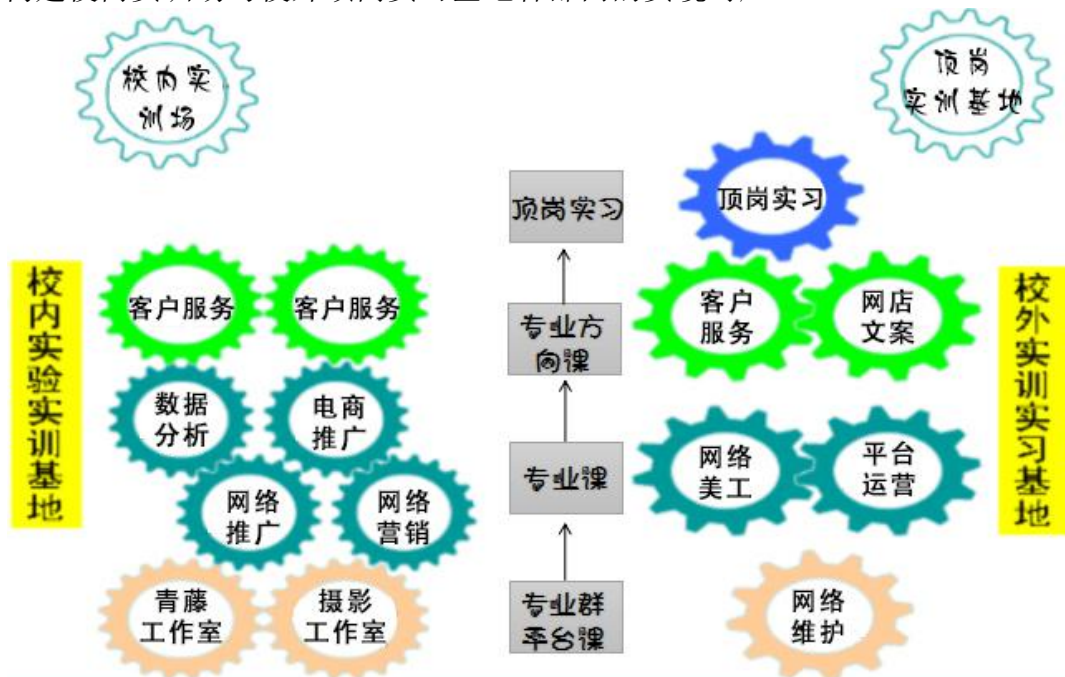 校内实
训场
顶岗
实训基地
顶岗实习
顶岗实习
校内实验实训基地
客户服务
客户服务
专业方
向课
客户
服务
网店
文案
校外实训实习基地
数据
分析
电商
推广
专业课
网络
美工
平台
运营
网络
推广
网络
营销
青藤
工作室
摄影
工作室
专业群
平台课
网络
维护